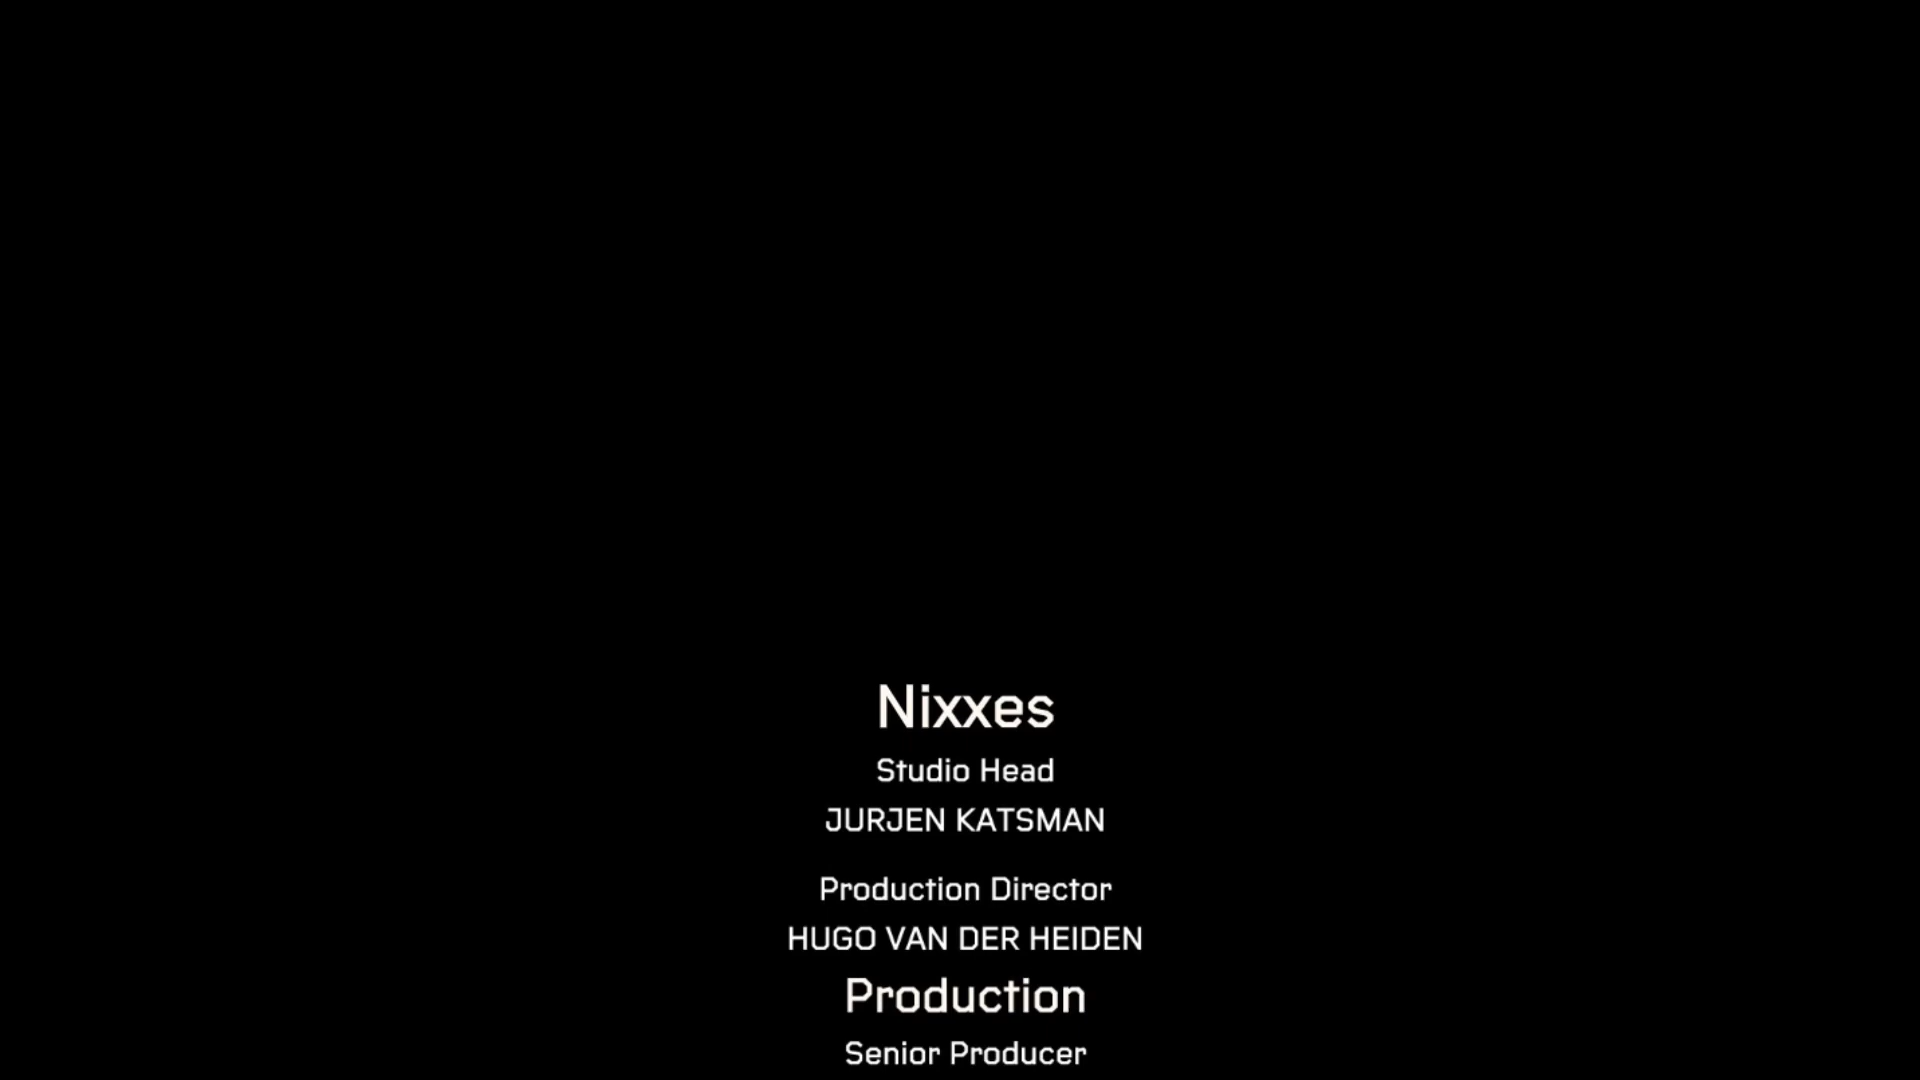 Nixxes
Studio Head
JURJEN KATSMAN
Production Director
HUGO VAN DER HEIDEN
Production
Senior Producer